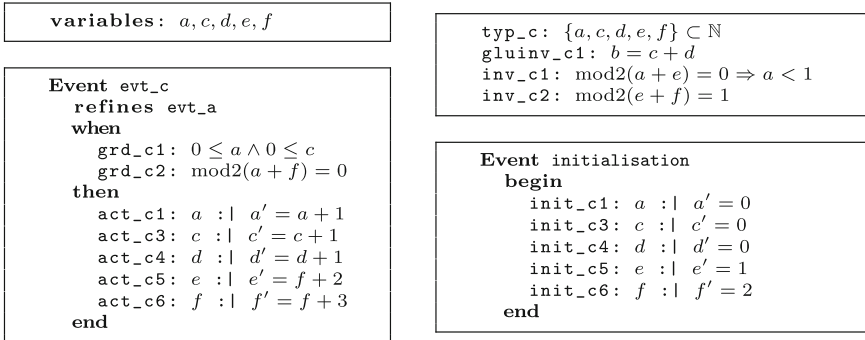 variables: a, c, d, e, f
Event evt_c
refines evt_a
when
grd_c1: 0 ≤ a ∧ 0 ≤ c
grd_c2: mod2(a + f) = 0
then
act_c1: a :| a′ = a + 1
act_c3: c :| c′ = c + 1
act_c4: d :| d′ = d + 1
act_c5: e :| e′ = f + 2
act_c6: f :| f′ = f + 3
end
typ_c: {a, c, d, e, f} ⊂ ℕ
gluinv_c1: b = c + d
inv_c1: mod2(a + e) = 0 ⇒ a < 1
inv_c2: mod2(e + f) = 1
Event initialisation
begin
init_c1: a :| a′ = 0
init_c3: c :| c′ = 0
init_c4: d :| d′ = 0
init_c5: e :| e′ = 1
init_c6: f :| f′ = 2
end